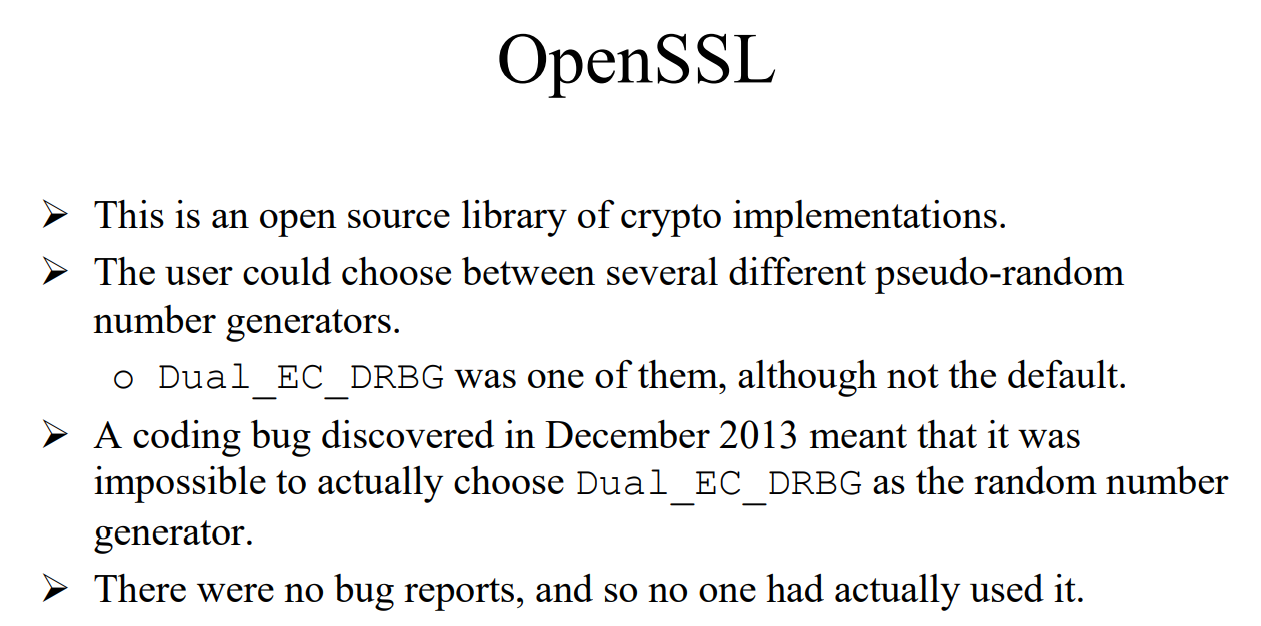 OpenSSL
➢ This is an open source library of crypto implementations.
➢ The user could choose between several different pseudo-random
number generators.
o Dual_EC_DRBG was one of them, although not the default.
➢ A coding bug discovered in December 2013 meant that it was
impossible to actually choose Dual_EC_DRBG as the random number
generator.
➢ There were no bug reports, and so no one had actually used it.